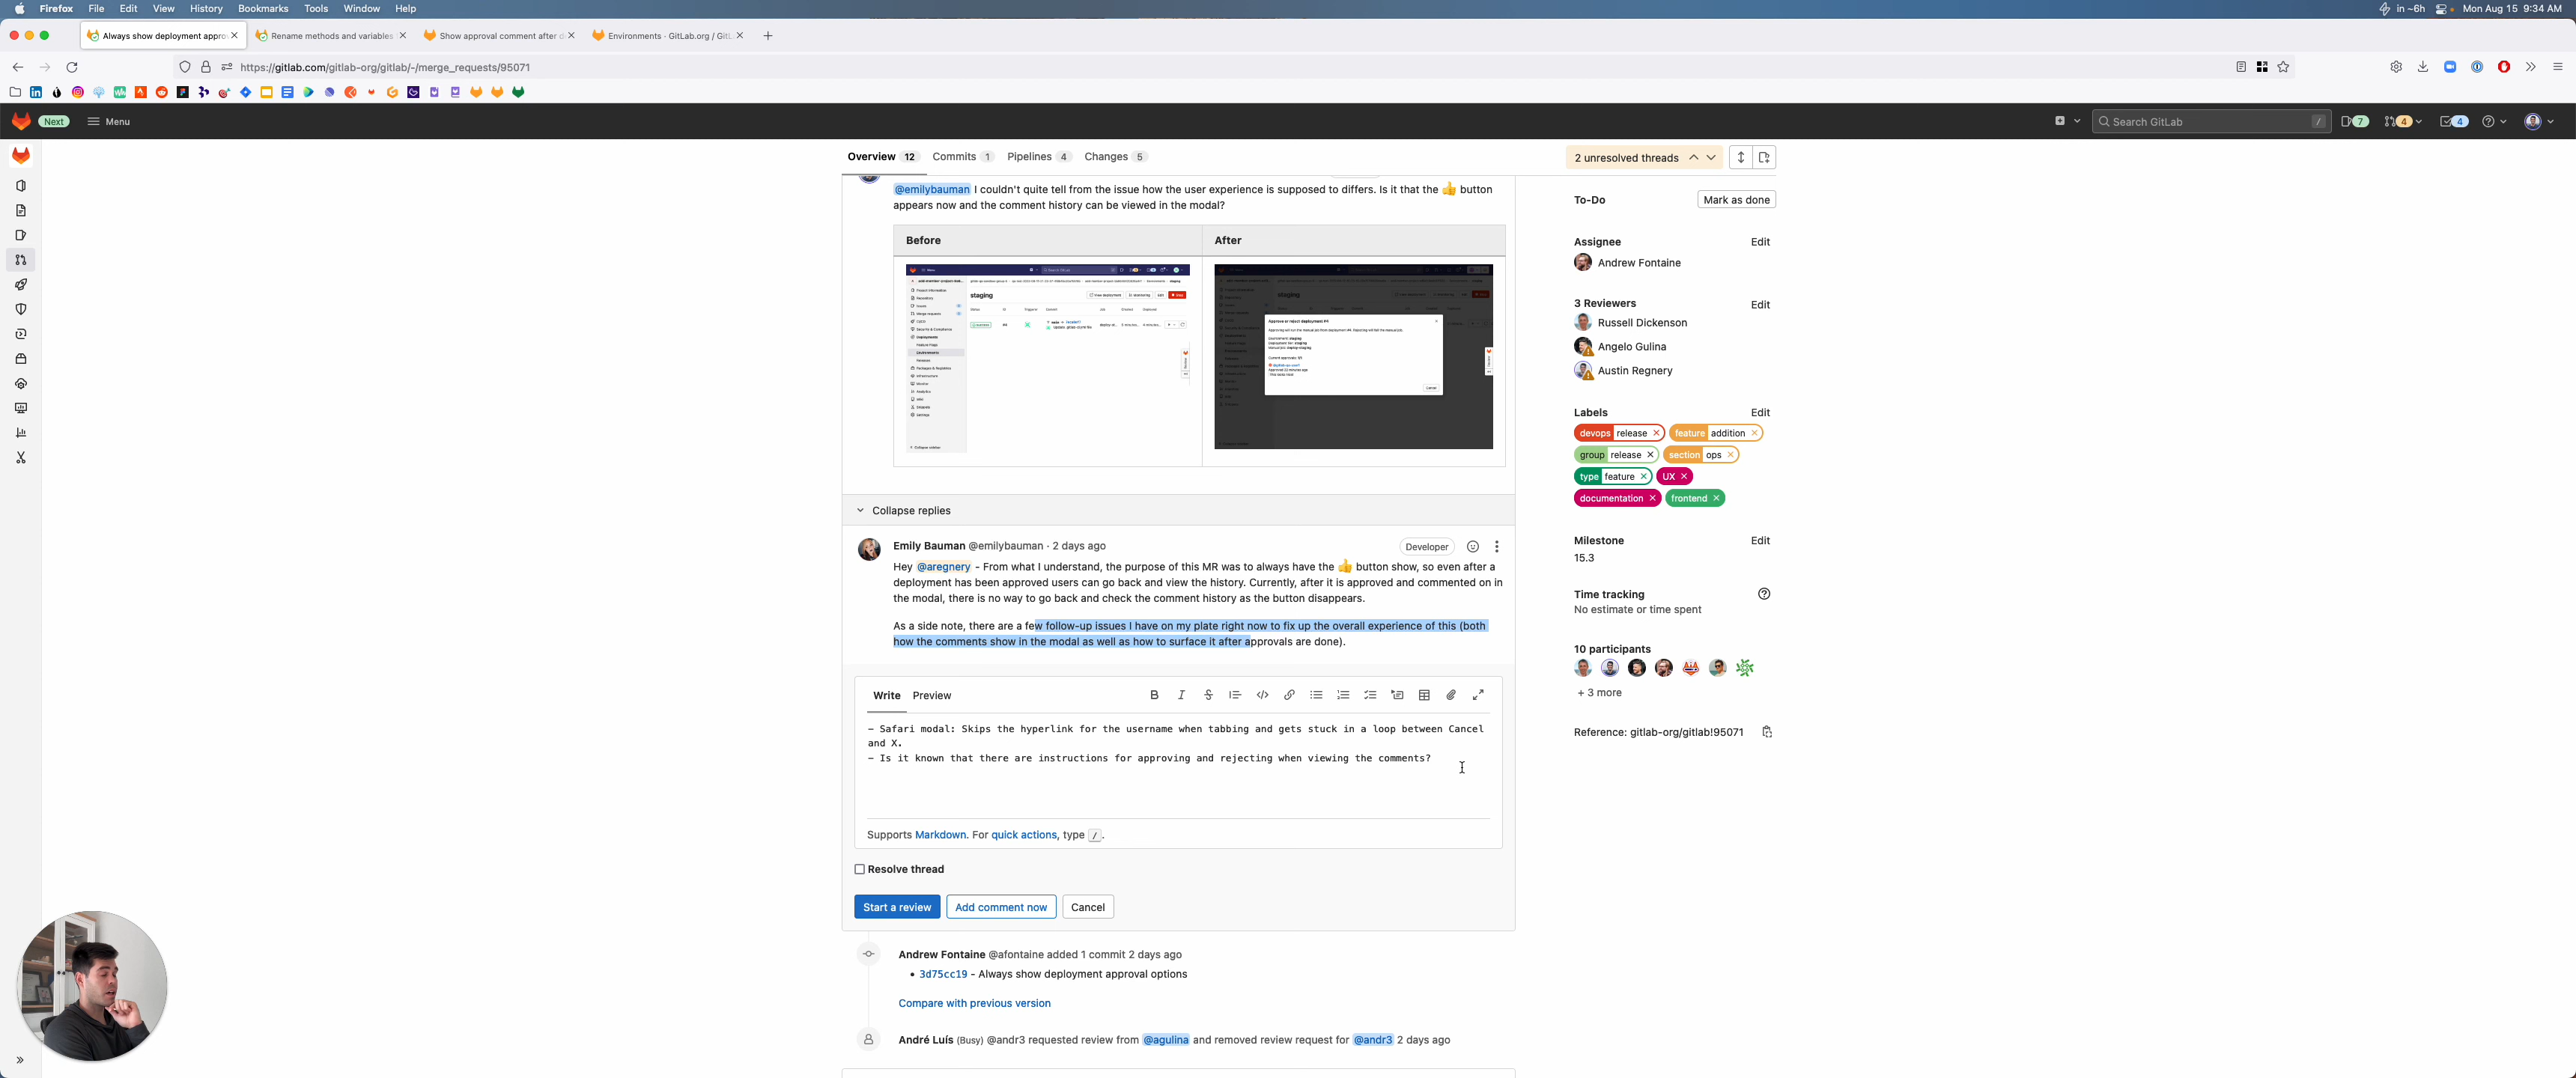 Firefox File Edit View History Bookmarks Tools Window Help
in ~6h Mon Aug 15 9:34 AM
Always show deployment appro
Rename methods and variables
Show approval comment after d
Environments · GitLab.org / GitL
https://gitlab.com/gitlab-org/gitlab/-/merge_requests/95071
Next Menu
Search GitLab / 7 4 4
Overview 12 Commits 1 Pipelines 4 Changes 5
2 unresolved threads
@emilybauman I couldn't quite tell from the issue how the user experience is supposed to differs. Is it that the 👍 button
appears now and the comment history can be viewed in the modal?
Before After
staging
Approve or reject deployment #4
Cancel
Collapse replies
Emily Bauman @emilybauman · 2 days ago
Developer
Hey @aregnery - From what I understand, the purpose of this MR was to always have the 👍 button show, so even after a
deployment has been approved users can go back and view the history. Currently, after it is approved and commented on in
the modal, there is no way to go back and check the comment history as the button disappears.
As a side note, there are a few follow-up issues I have on my plate right now to fix up the overall experience of this (both
how the comments show in the modal as well as how to surface it after approvals are done).
Write Preview
- Safari modal: Skips the hyperlink for the username when tabbing and gets stuck in a loop between Cancel
and X.
- Is it known that there are instructions for approving and rejecting when viewing the comments?
Supports Markdown. For quick actions, type /.
Resolve thread
Start a review Add comment now Cancel
Andrew Fontaine @afontaine added 1 commit 2 days ago
• 3d75cc19 - Always show deployment approval options
Compare with previous version
André Luís (Busy) @andr3 requested review from @agulina and removed review request for @andr3 2 days ago
To-Do Mark as done
Assignee Edit
Andrew Fontaine
3 Reviewers Edit
Russell Dickenson
Angelo Gulina
Austin Regnery
Labels Edit
devops release feature addition
group release section ops
type feature UX
documentation frontend
Milestone Edit
15.3
Time tracking
No estimate or time spent
10 participants
+ 3 more
Reference: gitlab-org/gitlab!95071